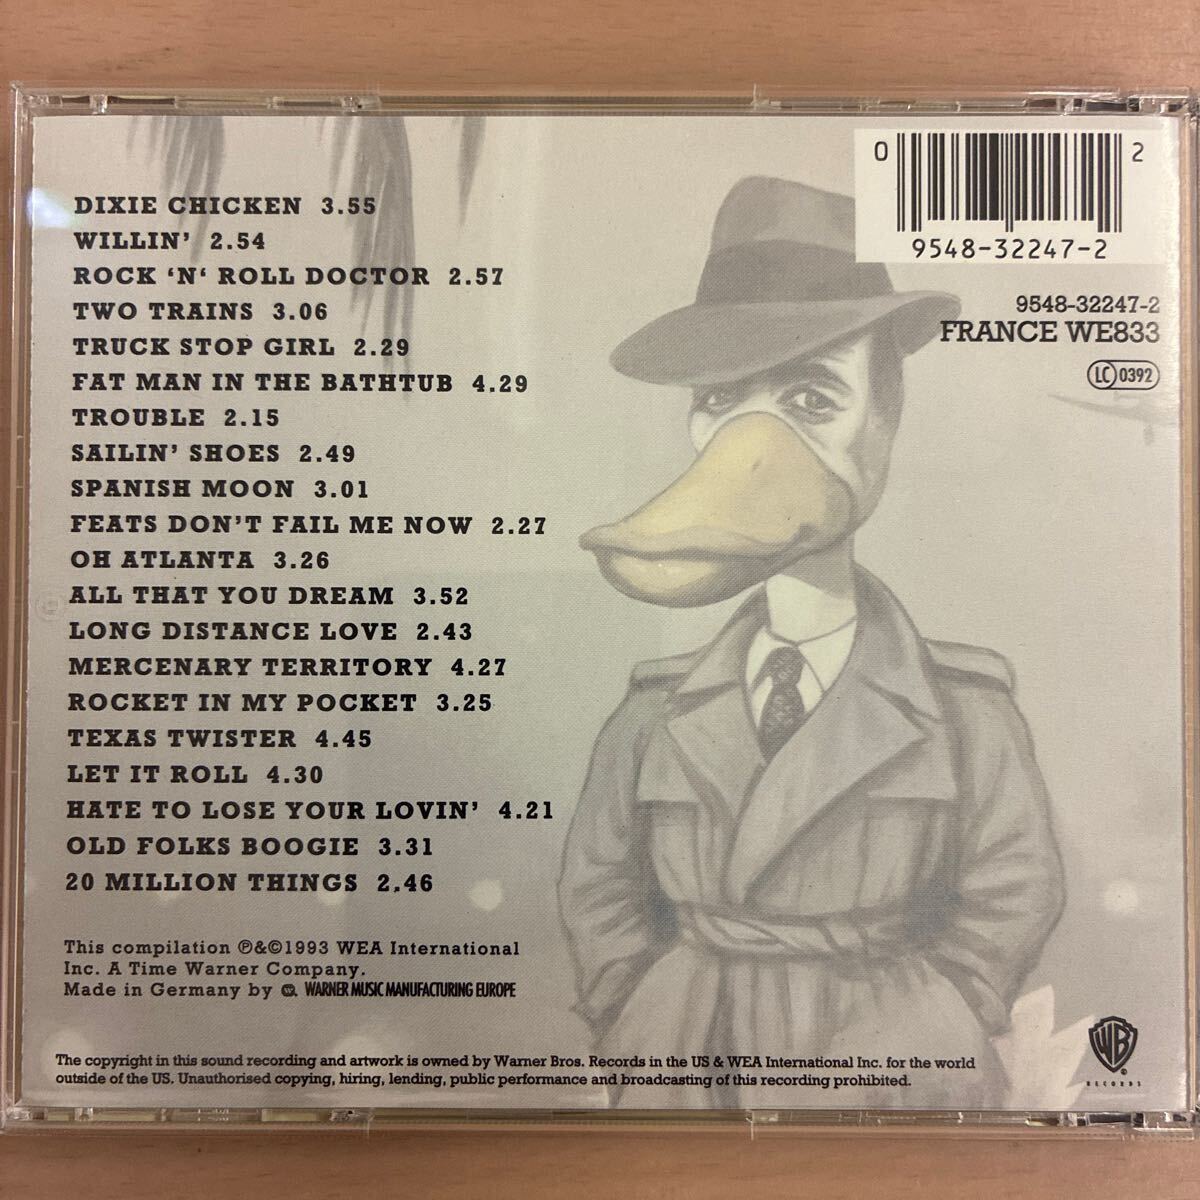 DIXIE CHICKEN 3.55
WILLIN' 2.54
ROCK 'N' ROLL DOCTOR 2.57
TWO TRAINS 3.06
TRUCK STOP GIRL 2.29
FAT MAN IN THE BATHTUB 4.29
TROUBLE 2.15
SAILIN' SHOES 2.49
SPANISH MOON 3.01
FEATS DON'T FAIL ME NOW 2.27
OH ATLANTA 3.26
ALL THAT YOU DREAM 3.52
LONG DISTANCE LOVE 2.43
MERCENARY TERRITORY 4.27
ROCKET IN MY POCKET 3.25
TEXAS TWISTER 4.45
LET IT ROLL 4.30
HATE TO LOSE YOUR LOVIN' 4.21
OLD FOLKS BOOGIE 3.31
20 MILLION THINGS 2.46
This compilation ℗&©1993 WEA International
Inc. A Time Warner Company.
Made in Germany by WARNER MUSIC MANUFACTURING EUROPE
The copyright in this sound recording and artwork is owned by Warner Bros. Records in the US & WEA International Inc. for the world
outside of the US. Unauthorised copying, hiring, lending, public performance and broadcasting of this recording prohibited.
0 2
9548-32247-2
9548-32247-2
FRANCE WE833
LC 0392
WB
RECORDS